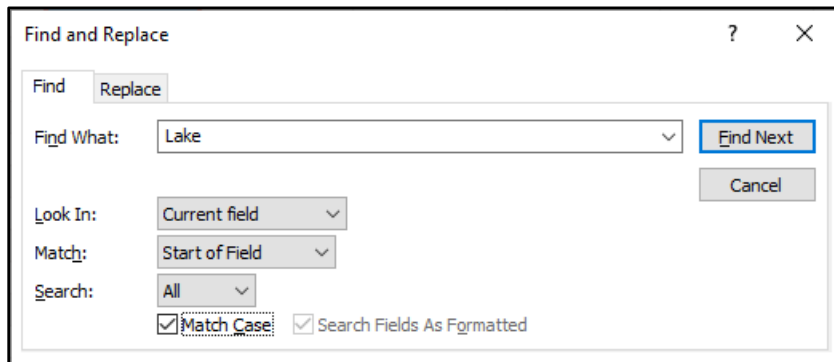 Find and Replace ?
Find Replace
Find What: Lake Find Next
Cancel
Look In: Current field
Match: Start of Field
Search: All
Match Case Search Fields As Formatted